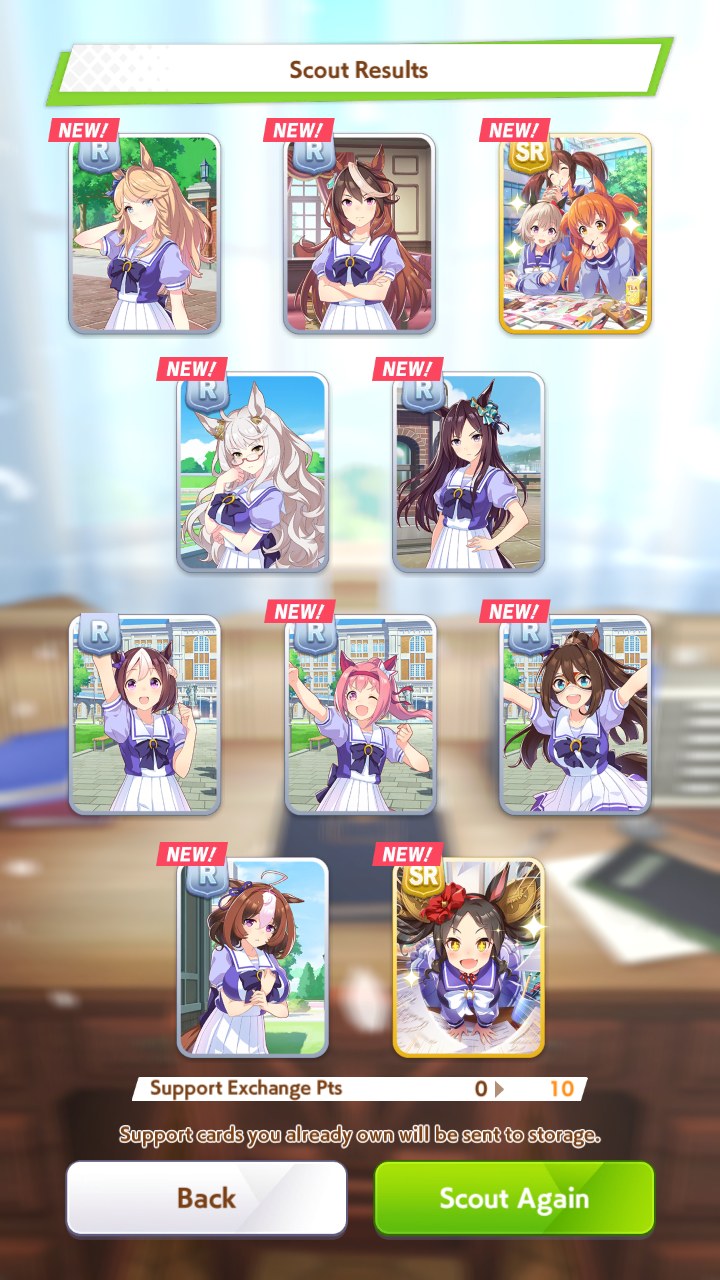 Scout Results
NEW! NEW! NEW!
R R SR
NEW! NEW!
R R
NEW! NEW!
R R R
NEW! NEW!
R SR
TEA
Support Exchange Pts 0 10
Support cards you already own will be sent to storage.
Back Scout Again